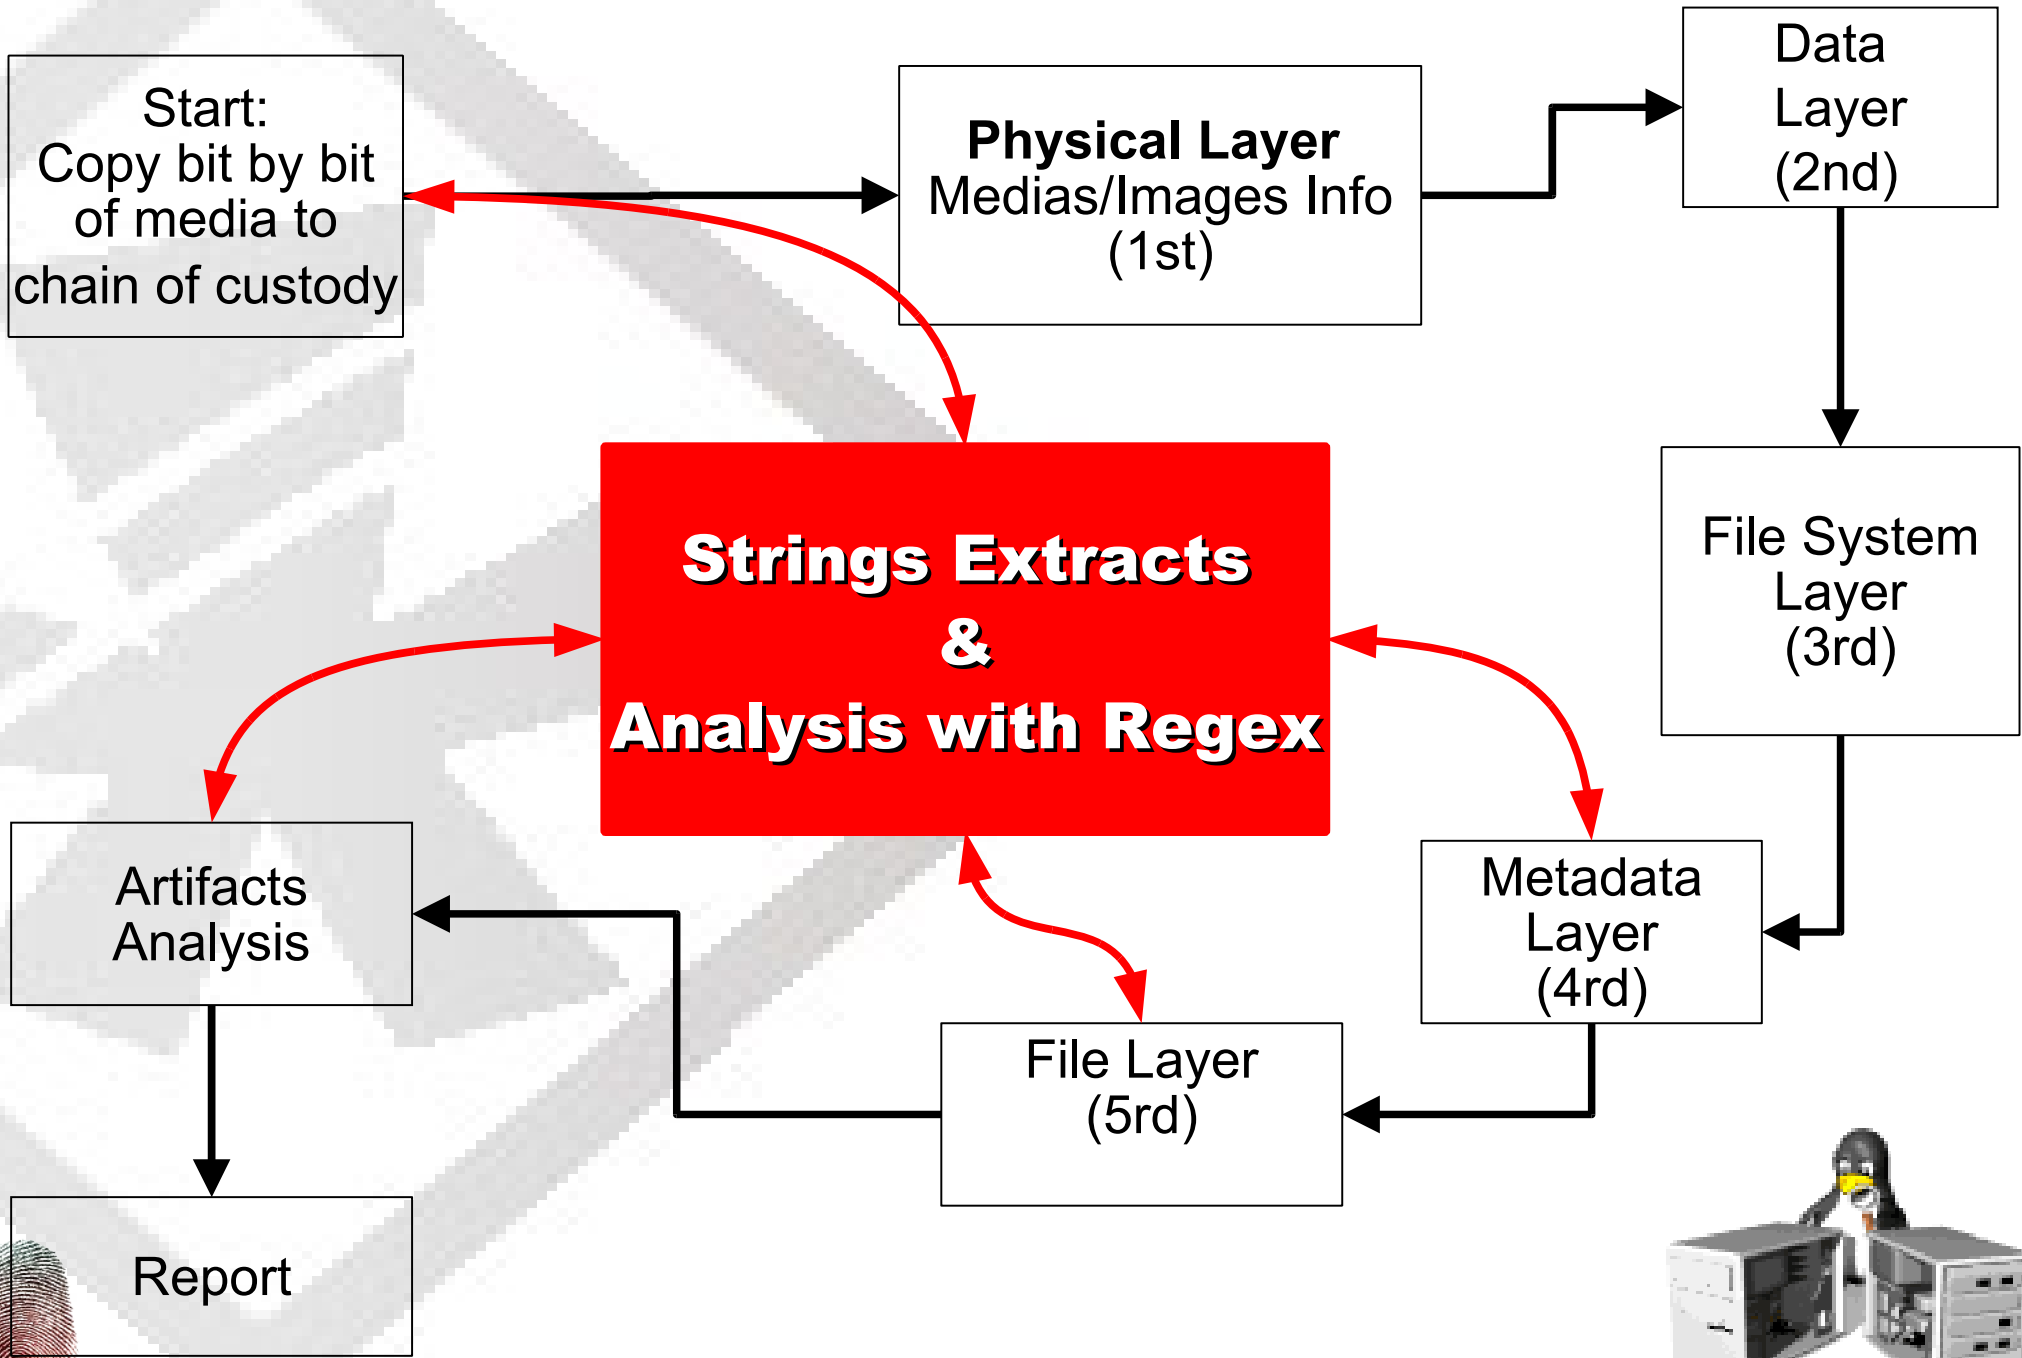 Start:
Copy bit by bit
of media to
chain of custody
Physical Layer
Medias/Images Info
(1st)
Data
Layer
(2nd)
File System
Layer
(3rd)
Strings Extracts
&
Analysis with Regex
Metadata
Layer
(4rd)
File Layer
(5rd)
Artifacts
Analysis
Report